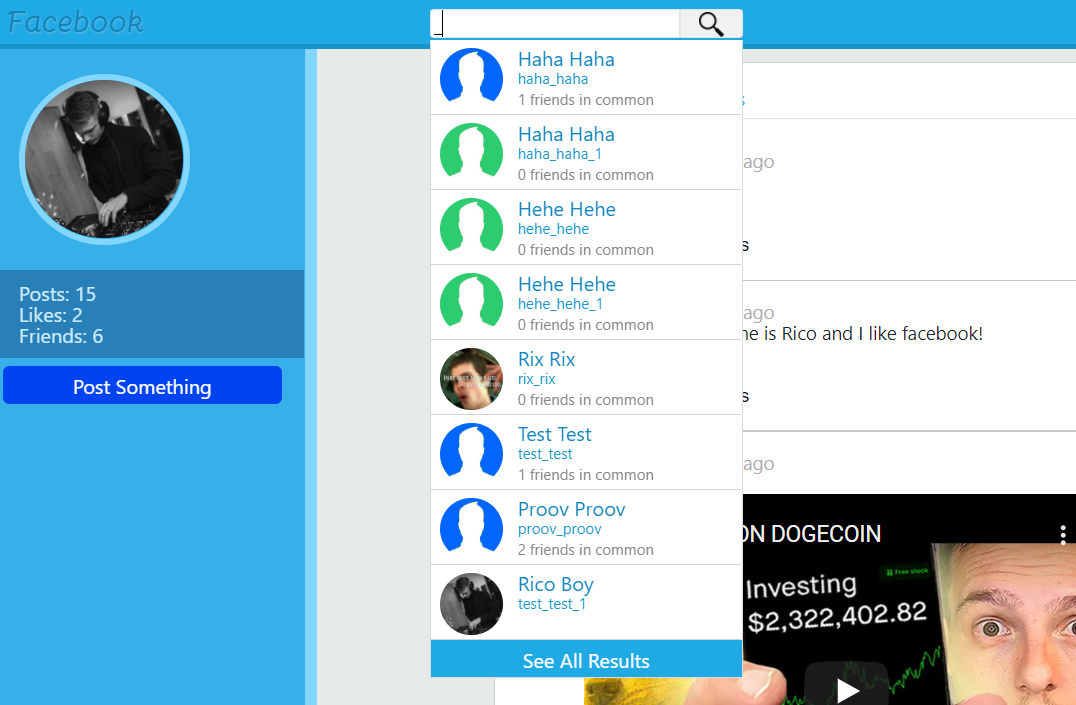 Facebook
_
Posts: 15
Likes: 2
Friends: 6
Post Something
Haha Haha
haha_haha
1 friends in common
Haha Haha
haha_haha_1
0 friends in common
Hehe Hehe
hehe_hehe
0 friends in common
Hehe Hehe
hehe_hehe_1
0 friends in common
Rix Rix
rix_rix
0 friends in common
Test Test
test_test
1 friends in common
Proov Proov
proov_proov
2 friends in common
Rico Boy
test_test_1
See All Results
s
ago
s
ago
ne is Rico and I like facebook!
s
ago
ON DOGECOIN
Free stock
Investing
$2,322,402.82